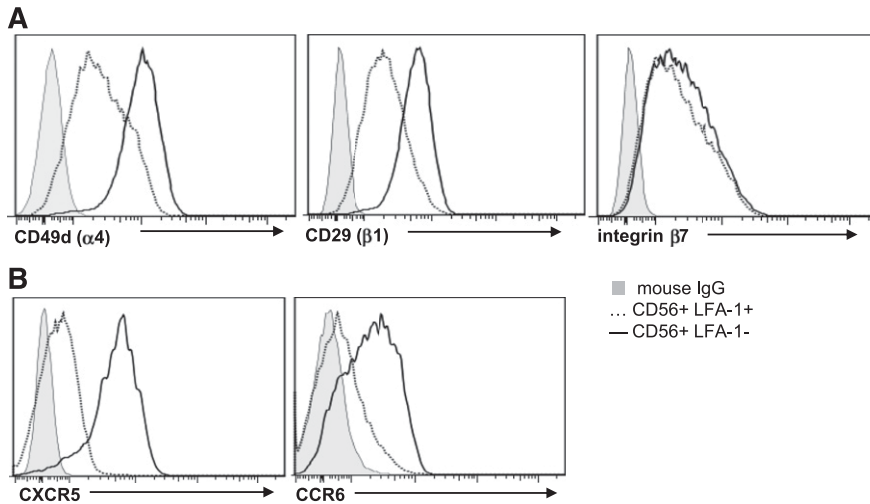 A
CD49d (α4)
CD29 (β1)
integrin β7
B
CXCR5
CCR6
mouse IgG
... CD56+ LFA-1+
— CD56+ LFA-1-